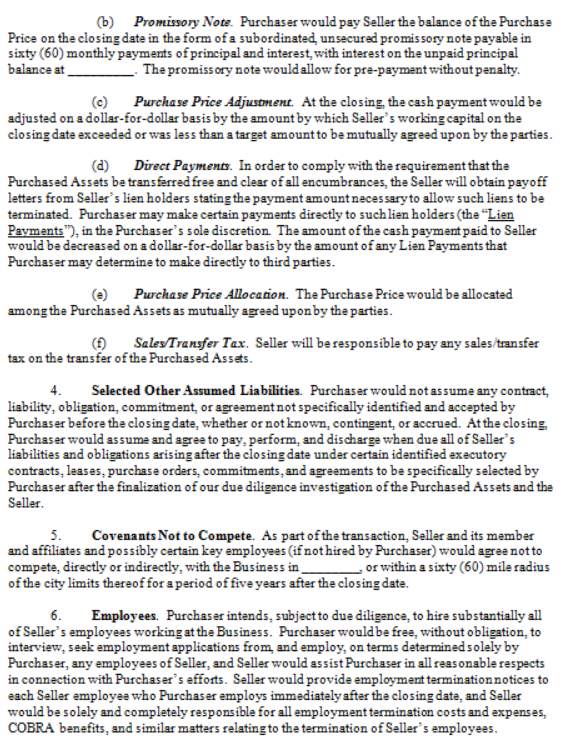 (b) Promissory Note. Purchaser would pay Seller the balance of the Purchase
Price on the closing date in the form of a subordinated, unsecured promissory note payable in
sixty (60) monthly payments of principal and interest, with interest on the unpaid principal
balance at _________. The promissory note would allow for pre-payment without penalty.
(c) Purchase Price Adjustment. At the closing, the cash payment would be
adjusted on a dollar-for-dollar basis by the amount by which Seller's working capital on the
closing date exceeded or was less than a target amount to be mutually agreed upon by the parties.
(d) Direct Payments. In order to comply with the requirement that the
Purchased Assets be transferred free and clear of all encumbrances, the Seller will obtain payoff
letters from Seller's lien holders stating the payment amount necessary to allow such liens to be
terminated. Purchaser may make certain payments directly to such lien holders (the "Lien
Payments"), in the Purchaser's sole discretion. The amount of the cash payment paid to Seller
would be decreased on a dollar-for-dollar basis by the amount of any Lien Payments that
Purchaser may determine to make directly to third parties.
(e) Purchase Price Allocation. The Purchase Price would be allocated
among the Purchased Assets as mutually agreed upon by the parties.
(f) Sales/Transfer Tax. Seller will be responsible to pay any sales/transfer
tax on the transfer of the Purchased Assets.
4. Selected Other Assumed Liabilities. Purchaser would not assume any contract,
liability, obligation, commitment, or agreement not specifically identified and accepted by
Purchaser before the closing date, whether or not known, contingent, or accrued. At the closing,
Purchaser would assume and agree to pay, perform, and discharge when due all of Seller's
liabilities and obligations arising after the closing date under certain identified executory
contracts, leases, purchase orders, commitments, and agreements to be specifically selected by
Purchaser after the finalization of our due diligence investigation of the Purchased Assets and the
Seller.
5. Covenants Not to Compete. As part of the transaction, Seller and its member
and affiliates and possibly certain key employees (if not hired by Purchaser) would agree not to
compete, directly or indirectly, with the Business in ________, or within a sixty (60) mile radius
of the city limits thereof for a period of five years after the closing date.
6. Employees. Purchaser intends, subject to due diligence, to hire substantially all
of Seller's employees working at the Business. Purchaser would be free, without obligation, to
interview, seek employment applications from, and employ, on terms determined solely by
Purchaser, any employees of Seller, and Seller would assist Purchaser in all reasonable respects
in connection with Purchaser's efforts. Seller would provide employment termination notices to
each Seller employee who Purchaser employs immediately after the closing date, and Seller
would be solely and completely responsible for all employment termination costs and expenses,
COBRA benefits, and similar matters relating to the termination of Seller's employees.